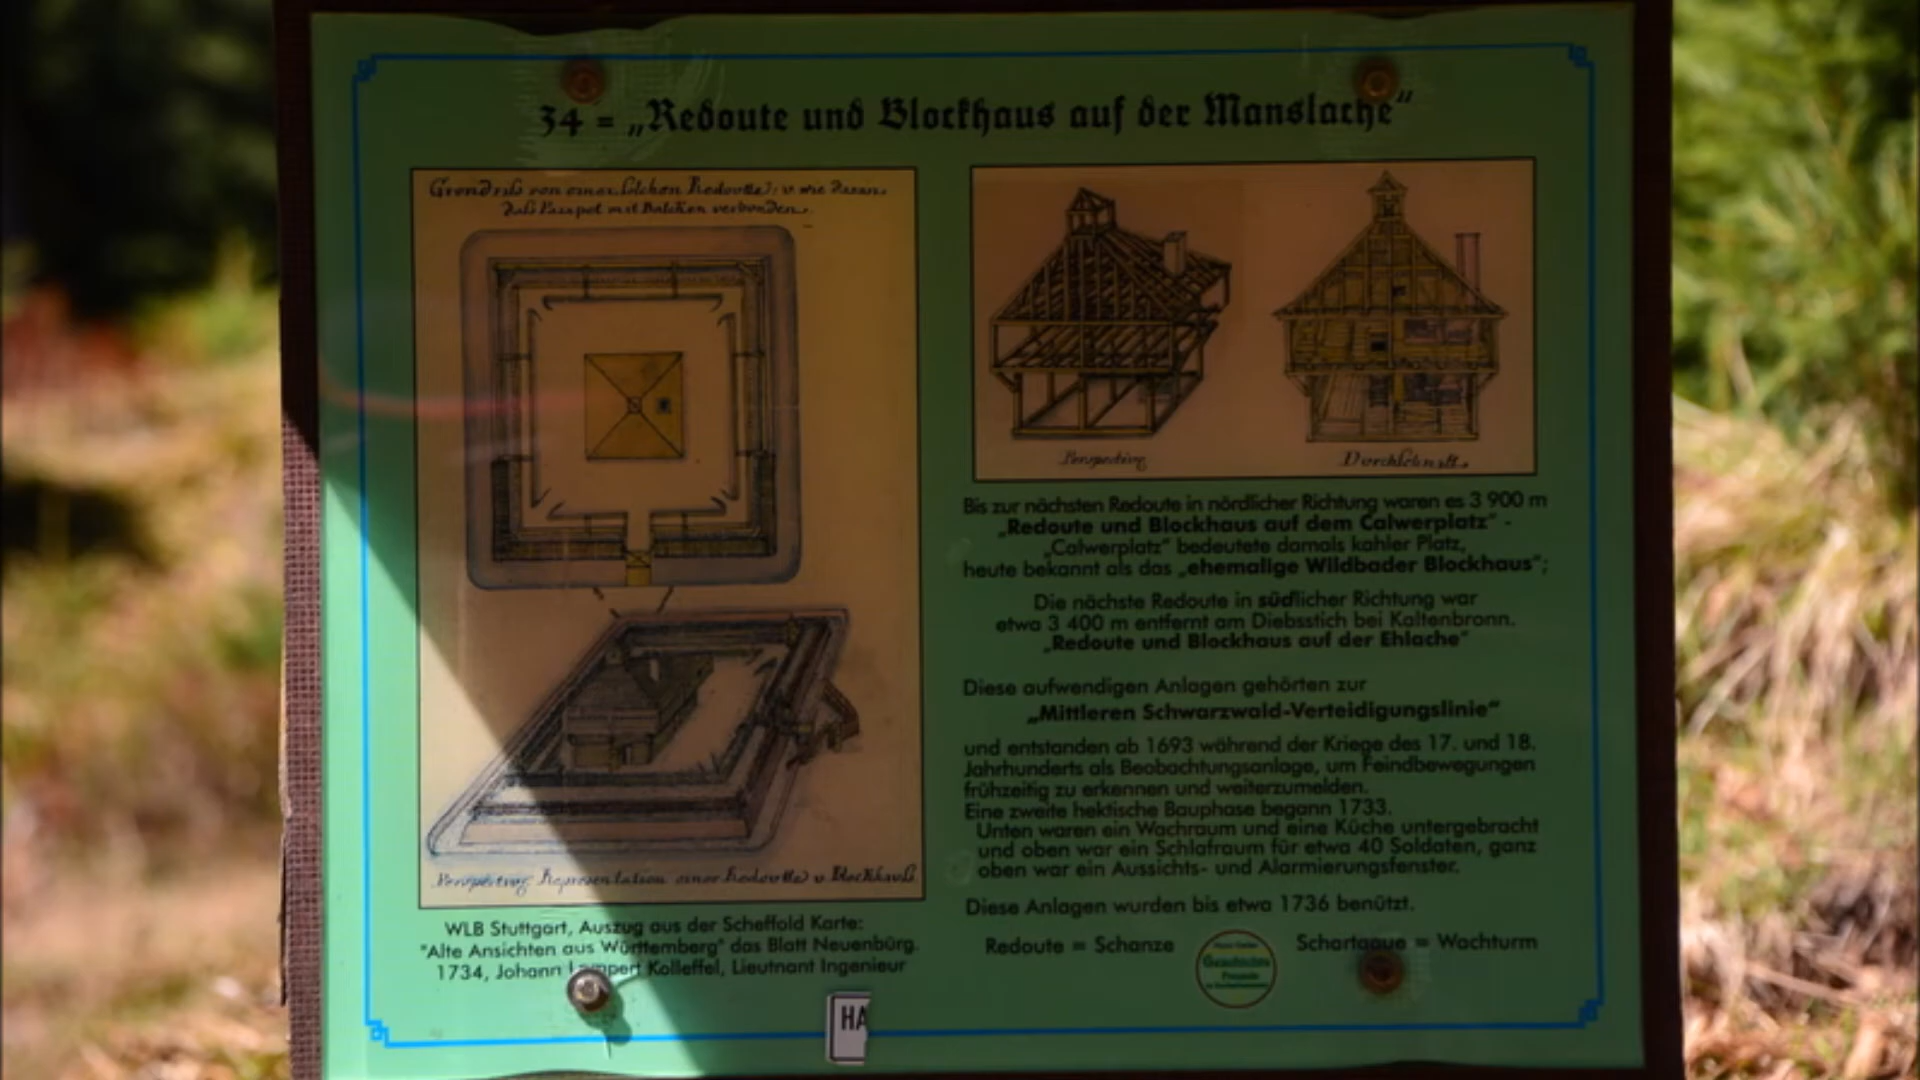 34 = „Redoute und Blockhaus auf der Manslache“
Perspectivg
Bis zur nächsten Redoute in nördlicher Richtung waren es 3 900 m
„Redoute und Blockhaus auf dem Calwerplatz“ -
„Calwerplatz“ bedeutete damals kahler Platz,
heute bekannt als das „ehemalige Wildbader Blockhaus“;
Die nächste Redoute in südlicher Richtung war
etwa 3 400 m entfernt am Diebsstich bei Kaltenbronn.
„Redoute und Blockhaus auf der Ehlache“
Diese aufwendigen Anlagen gehörten zur
„Mittleren Schwarzwald-Verteidigungslinie“
und entstanden ab 1693 während der Kriege des 17. und 18.
Jahrhunderts als Beobachtungsanlage, um Feindbewegungen
frühzeitig zu erkennen und weiterzumelden.
Eine zweite hektische Bauphase begann 1733.
Unten waren ein Wachraum und eine Küche untergebracht
und oben war ein Schlafraum für etwa 40 Soldaten, ganz
oben war ein Aussichts- und Alarmierungsfenster.
Diese Anlagen wurden bis etwa 1736 benützt.
Redoute = Schanze
Schartaque = Wachturm
Geschichts
Freunde
WLB Stuttgart, Auszug aus der Scheffold Karte:
"Alte Ansichten aus Württemberg" das Blatt Neuenbürg.
1734, Johann Lampert Kolleffel, Lieutnant Ingenieur
HA